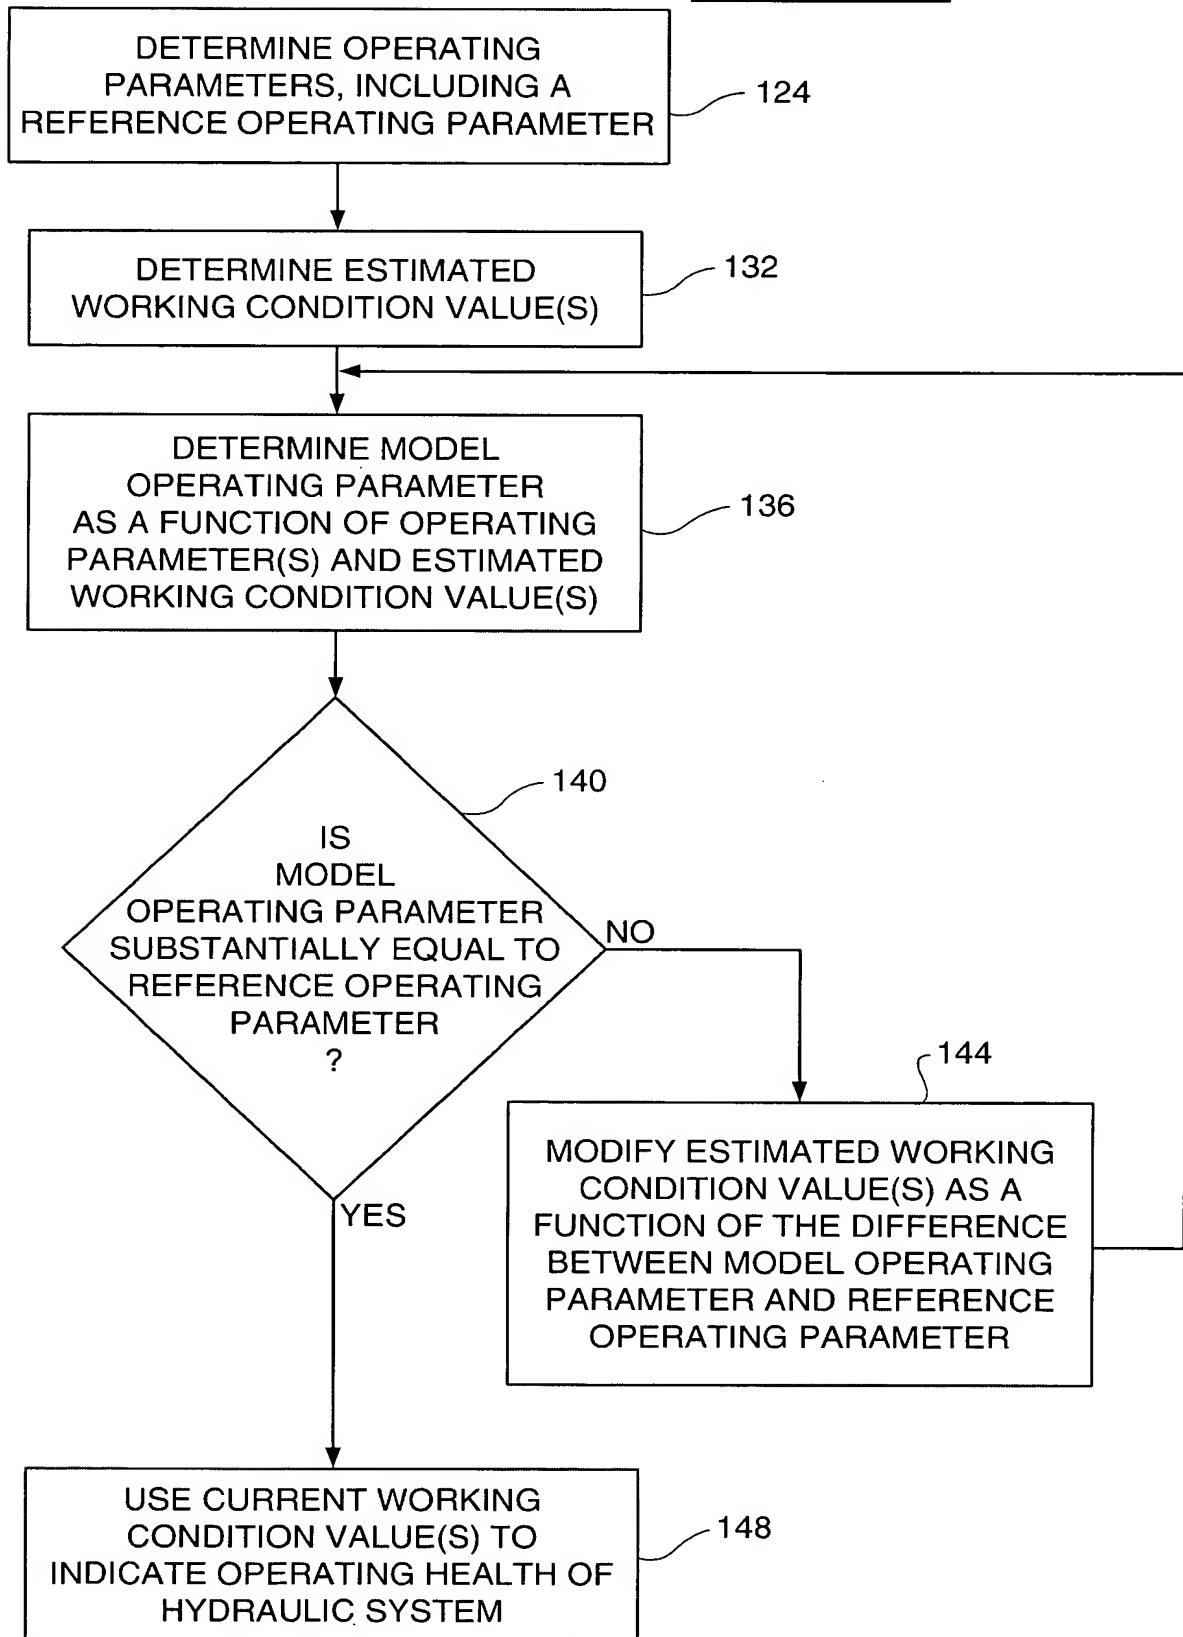 DETERMINE OPERATING
PARAMETERS, INCLUDING A
REFERENCE OPERATING PARAMETER
124
DETERMINE ESTIMATED
WORKING CONDITION VALUE(S)
132
DETERMINE MODEL
OPERATING PARAMETER
AS A FUNCTION OF OPERATING
PARAMETER(S) AND ESTIMATED
WORKING CONDITION VALUE(S)
136
140
IS
MODEL
OPERATING PARAMETER
SUBSTANTIALLY EQUAL TO
REFERENCE OPERATING
PARAMETER
?
NO
YES
144
MODIFY ESTIMATED WORKING
CONDITION VALUE(S) AS A
FUNCTION OF THE DIFFERENCE
BETWEEN MODEL OPERATING
PARAMETER AND REFERENCE
OPERATING PARAMETER
USE CURRENT WORKING
CONDITION VALUE(S) TO
INDICATE OPERATING HEALTH OF
HYDRAULIC SYSTEM
148